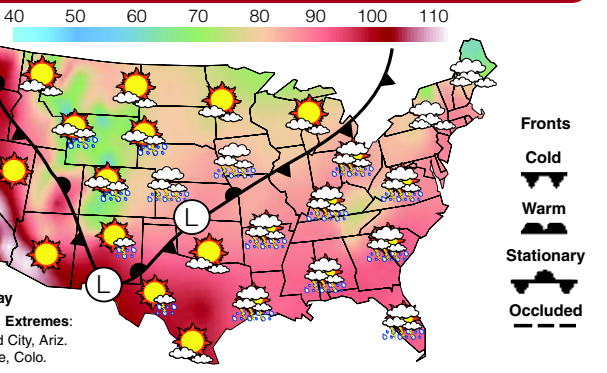 40 50 60 70 80 90 100 110
Fronts
Cold
Warm
Stationary
Occluded
L
L
ay
Extremes:
d City, Ariz.
e, Colo.